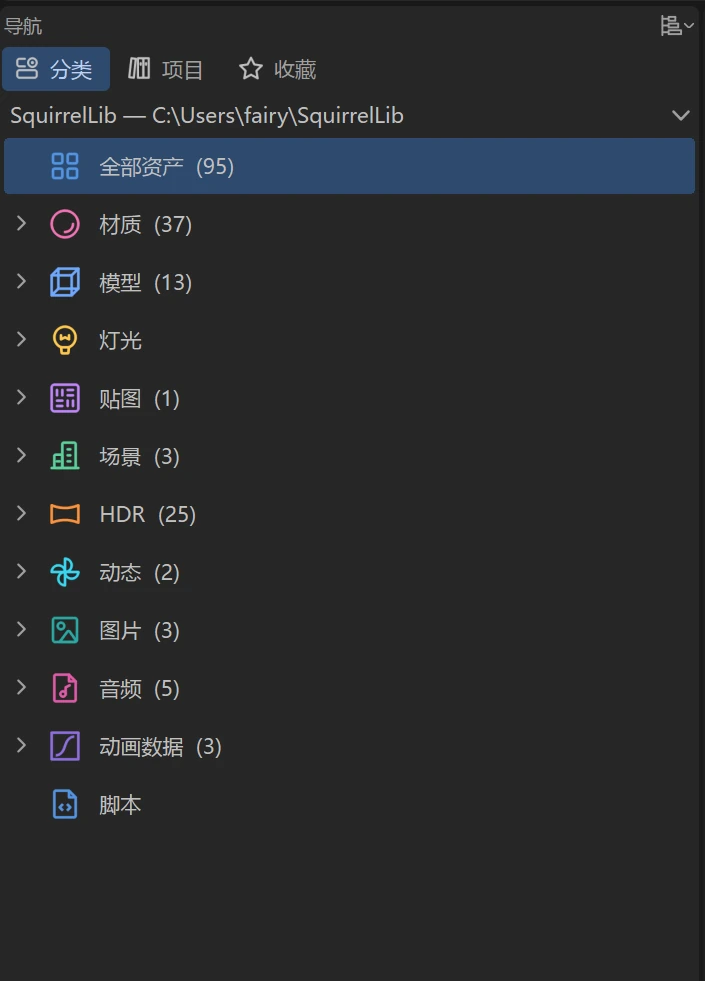 导航
分类 项目 收藏
SquirrelLib — C:\Users\fairy\SquirrelLib
全部资产 (95)
材质 (37)
模型 (13)
灯光
贴图 (1)
场景 (3)
HDR (25)
动态 (2)
图片 (3)
音频 (5)
动画数据 (3)
脚本